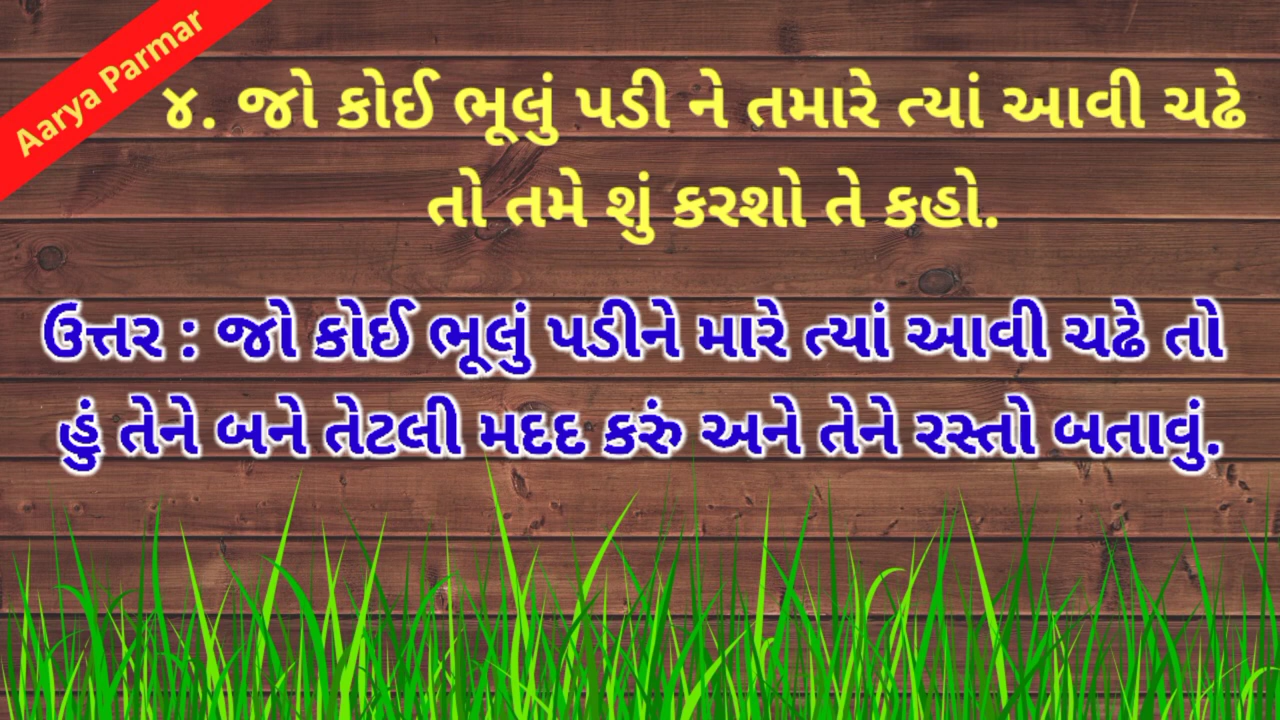 Aarya Parmar
૪. જો કોઈ ભૂલું પડી ને તમારે ત્યાં આવી ચઢે
તો તમે શું કરશો તે કહો.
ઉત્તર : જો કોઈ ભૂલું પડીને મારે ત્યાં આવી ચઢે તો
હું તેને બને તેટલી મદદ કરું અને તેને રસ્તો બતાવું.